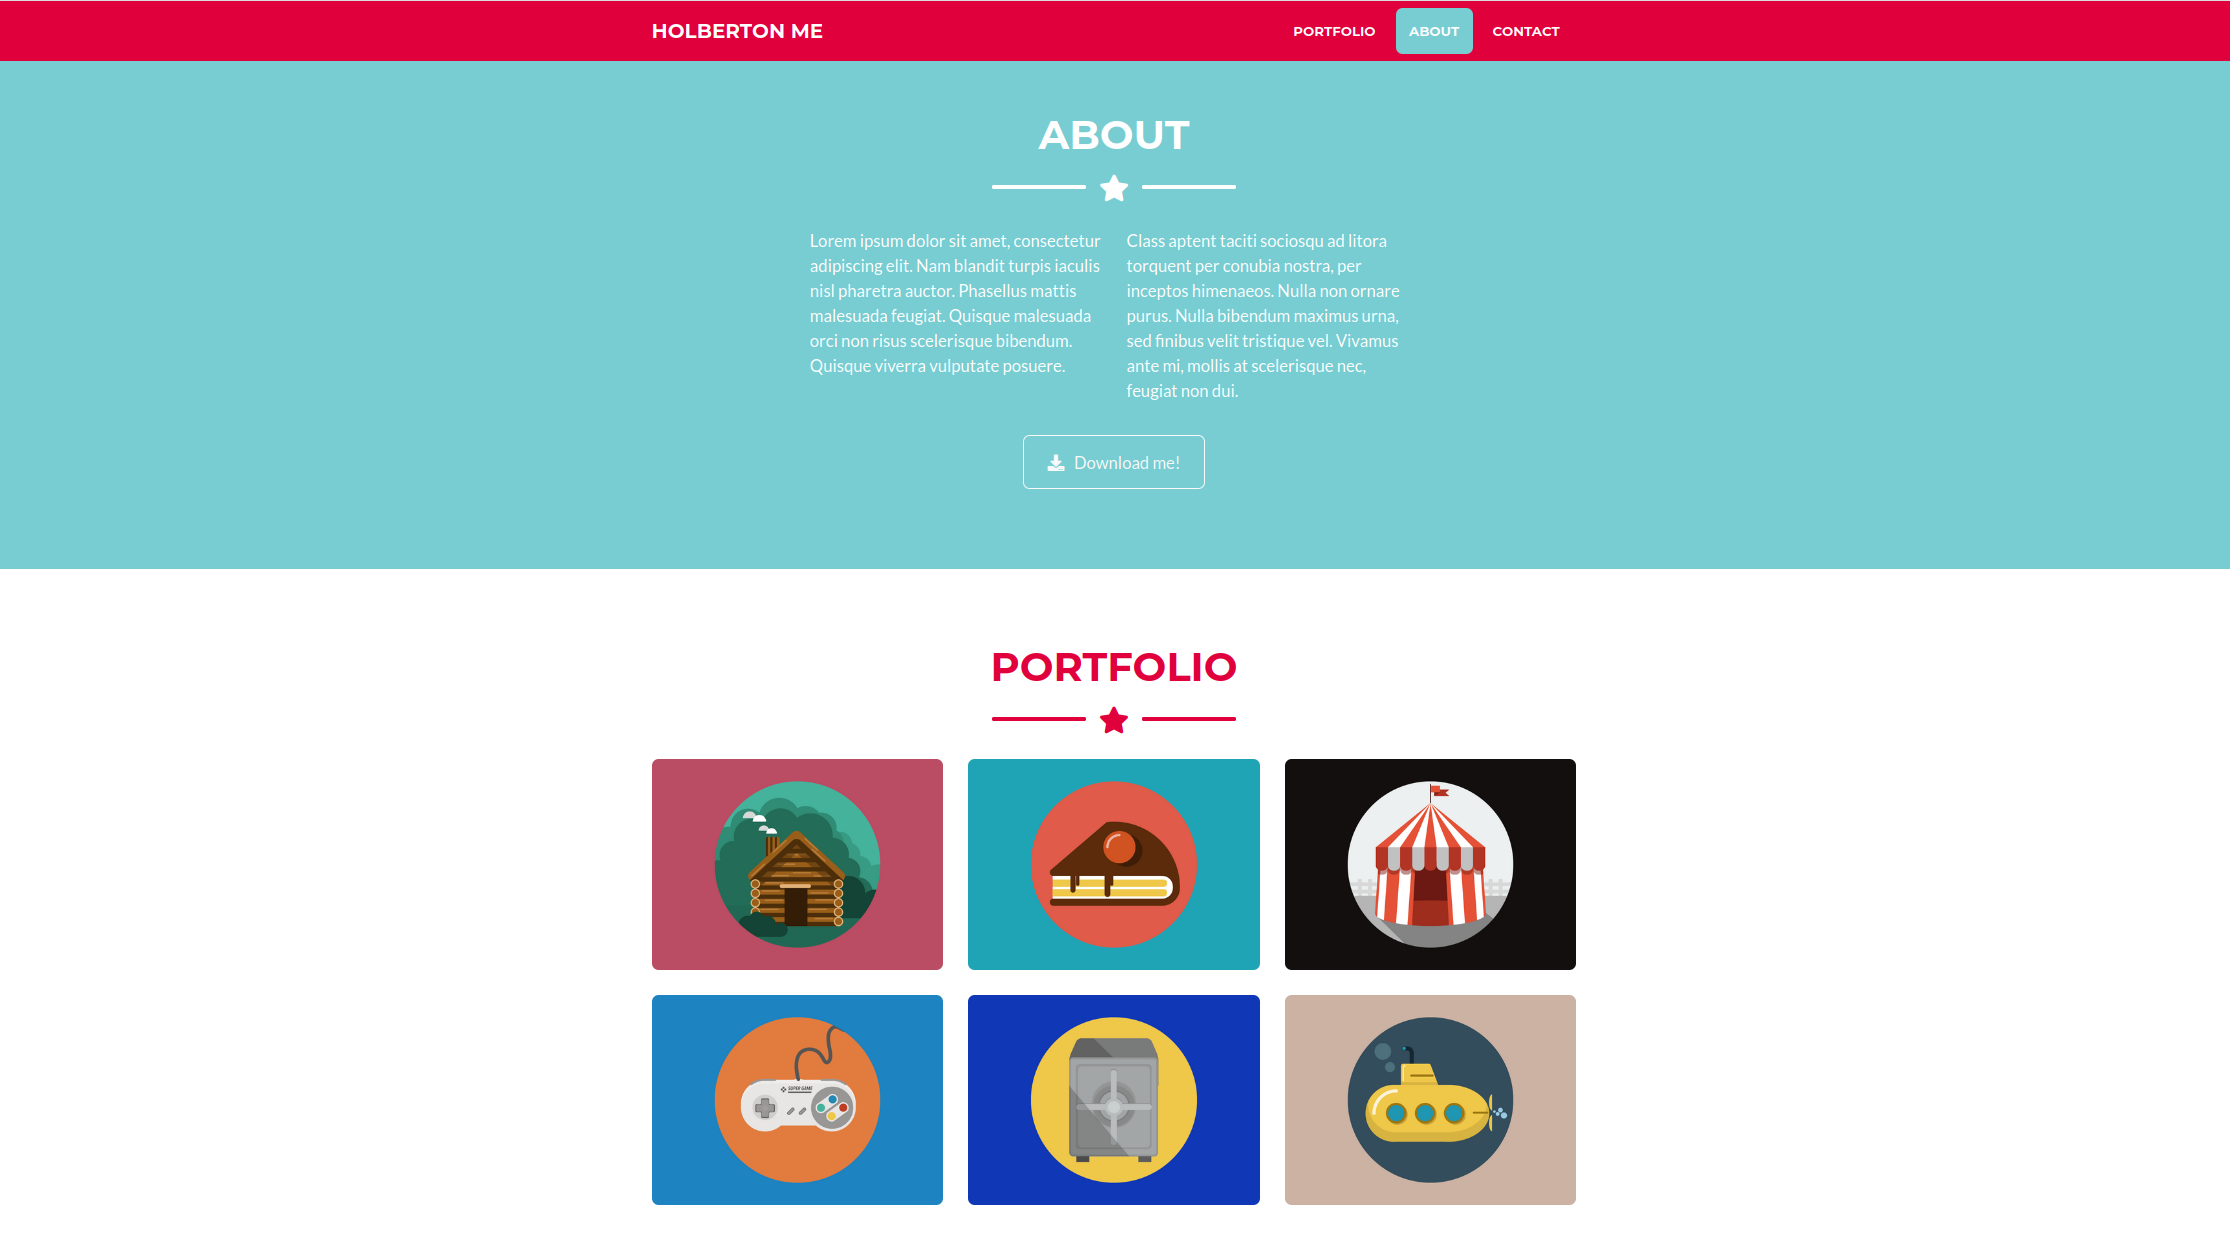 HOLBERTON ME
PORTFOLIO
ABOUT
CONTACT
ABOUT
Lorem ipsum dolor sit amet, consectetur
adipiscing elit. Nam blandit turpis iaculis
nisl pharetra auctor. Phasellus mattis
malesuada feugiat. Quisque malesuada
orci non risus scelerisque bibendum.
Quisque viverra vulputate posuere.
Class aptent taciti sociosqu ad litora
torquent per conubia nostra, per
inceptos himenaeos. Nulla non ornare
purus. Nulla bibendum maximus urna,
sed finibus velit tristique vel. Vivamus
ante mi, mollis at scelerisque nec,
feugiat non dui.
Download me!
PORTFOLIO
SUPER GAME